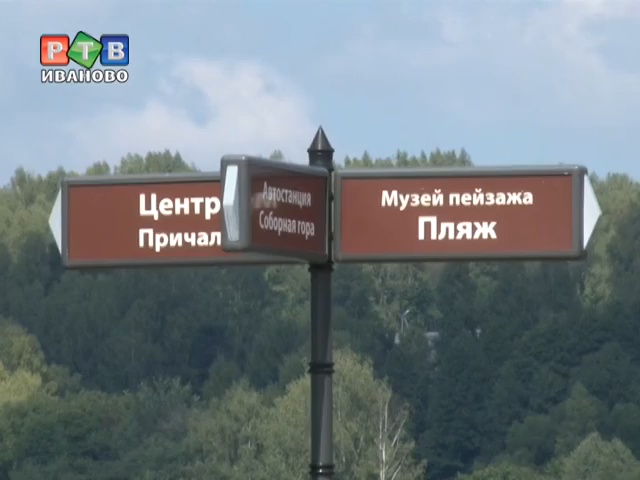 РТВ
ИВАНОВО
Центр
Причал
Автостанция
Соборная гора
Музей пейзажа
Пляж